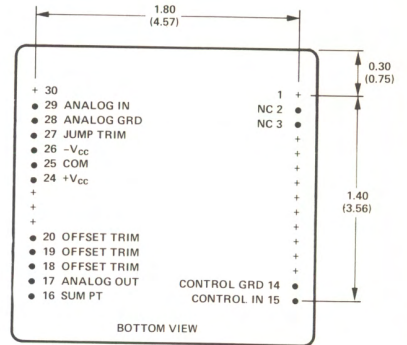 1.80
(4.57)
0.30
(0.75)
+ 30
1 +
29 ANALOG IN
NC 2
28 ANALOG GRD
NC 3
27 JUMP TRIM
26 –Vcc
25 COM
24 +Vcc
1.40
(3.56)
20 OFFSET TRIM
19 OFFSET TRIM
18 OFFSET TRIM
17 ANALOG OUT
CONTROL GRD 14
16 SUM PT
CONTROL IN 15
BOTTOM VIEW